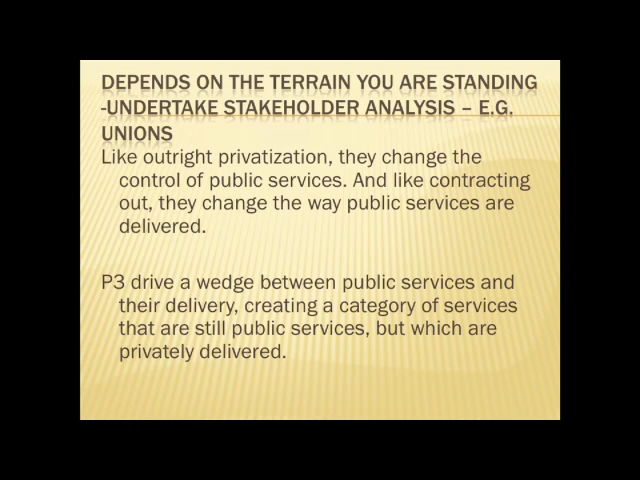 DEPENDS ON THE TERRAIN YOU ARE STANDING
-UNDERTAKE STAKEHOLDER ANALYSIS – E.G.
UNIONS
Like outright privatization, they change the
control of public services. And like contracting
out, they change the way public services are
delivered.
P3 drive a wedge between public services and
their delivery, creating a category of services
that are still public services, but which are
privately delivered.